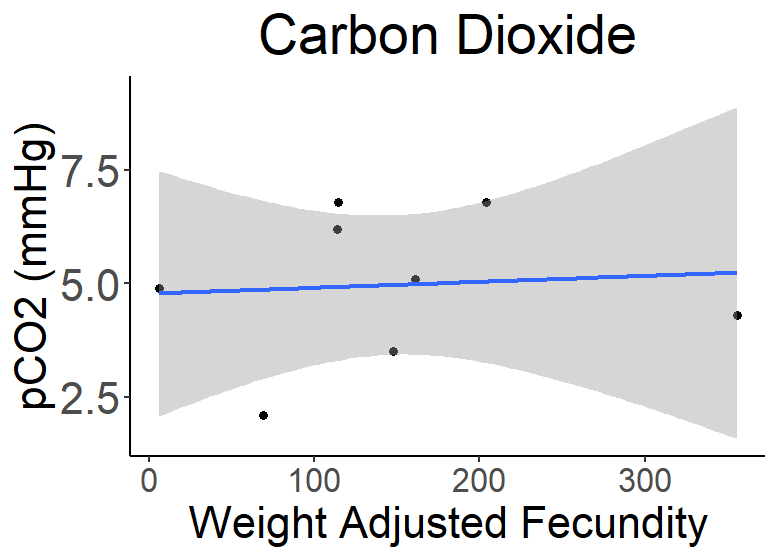 Carbon Dioxide
pCO2 (mmHg)
7.5
5.0
2.5
0 100 200 300
Weight Adjusted Fecundity